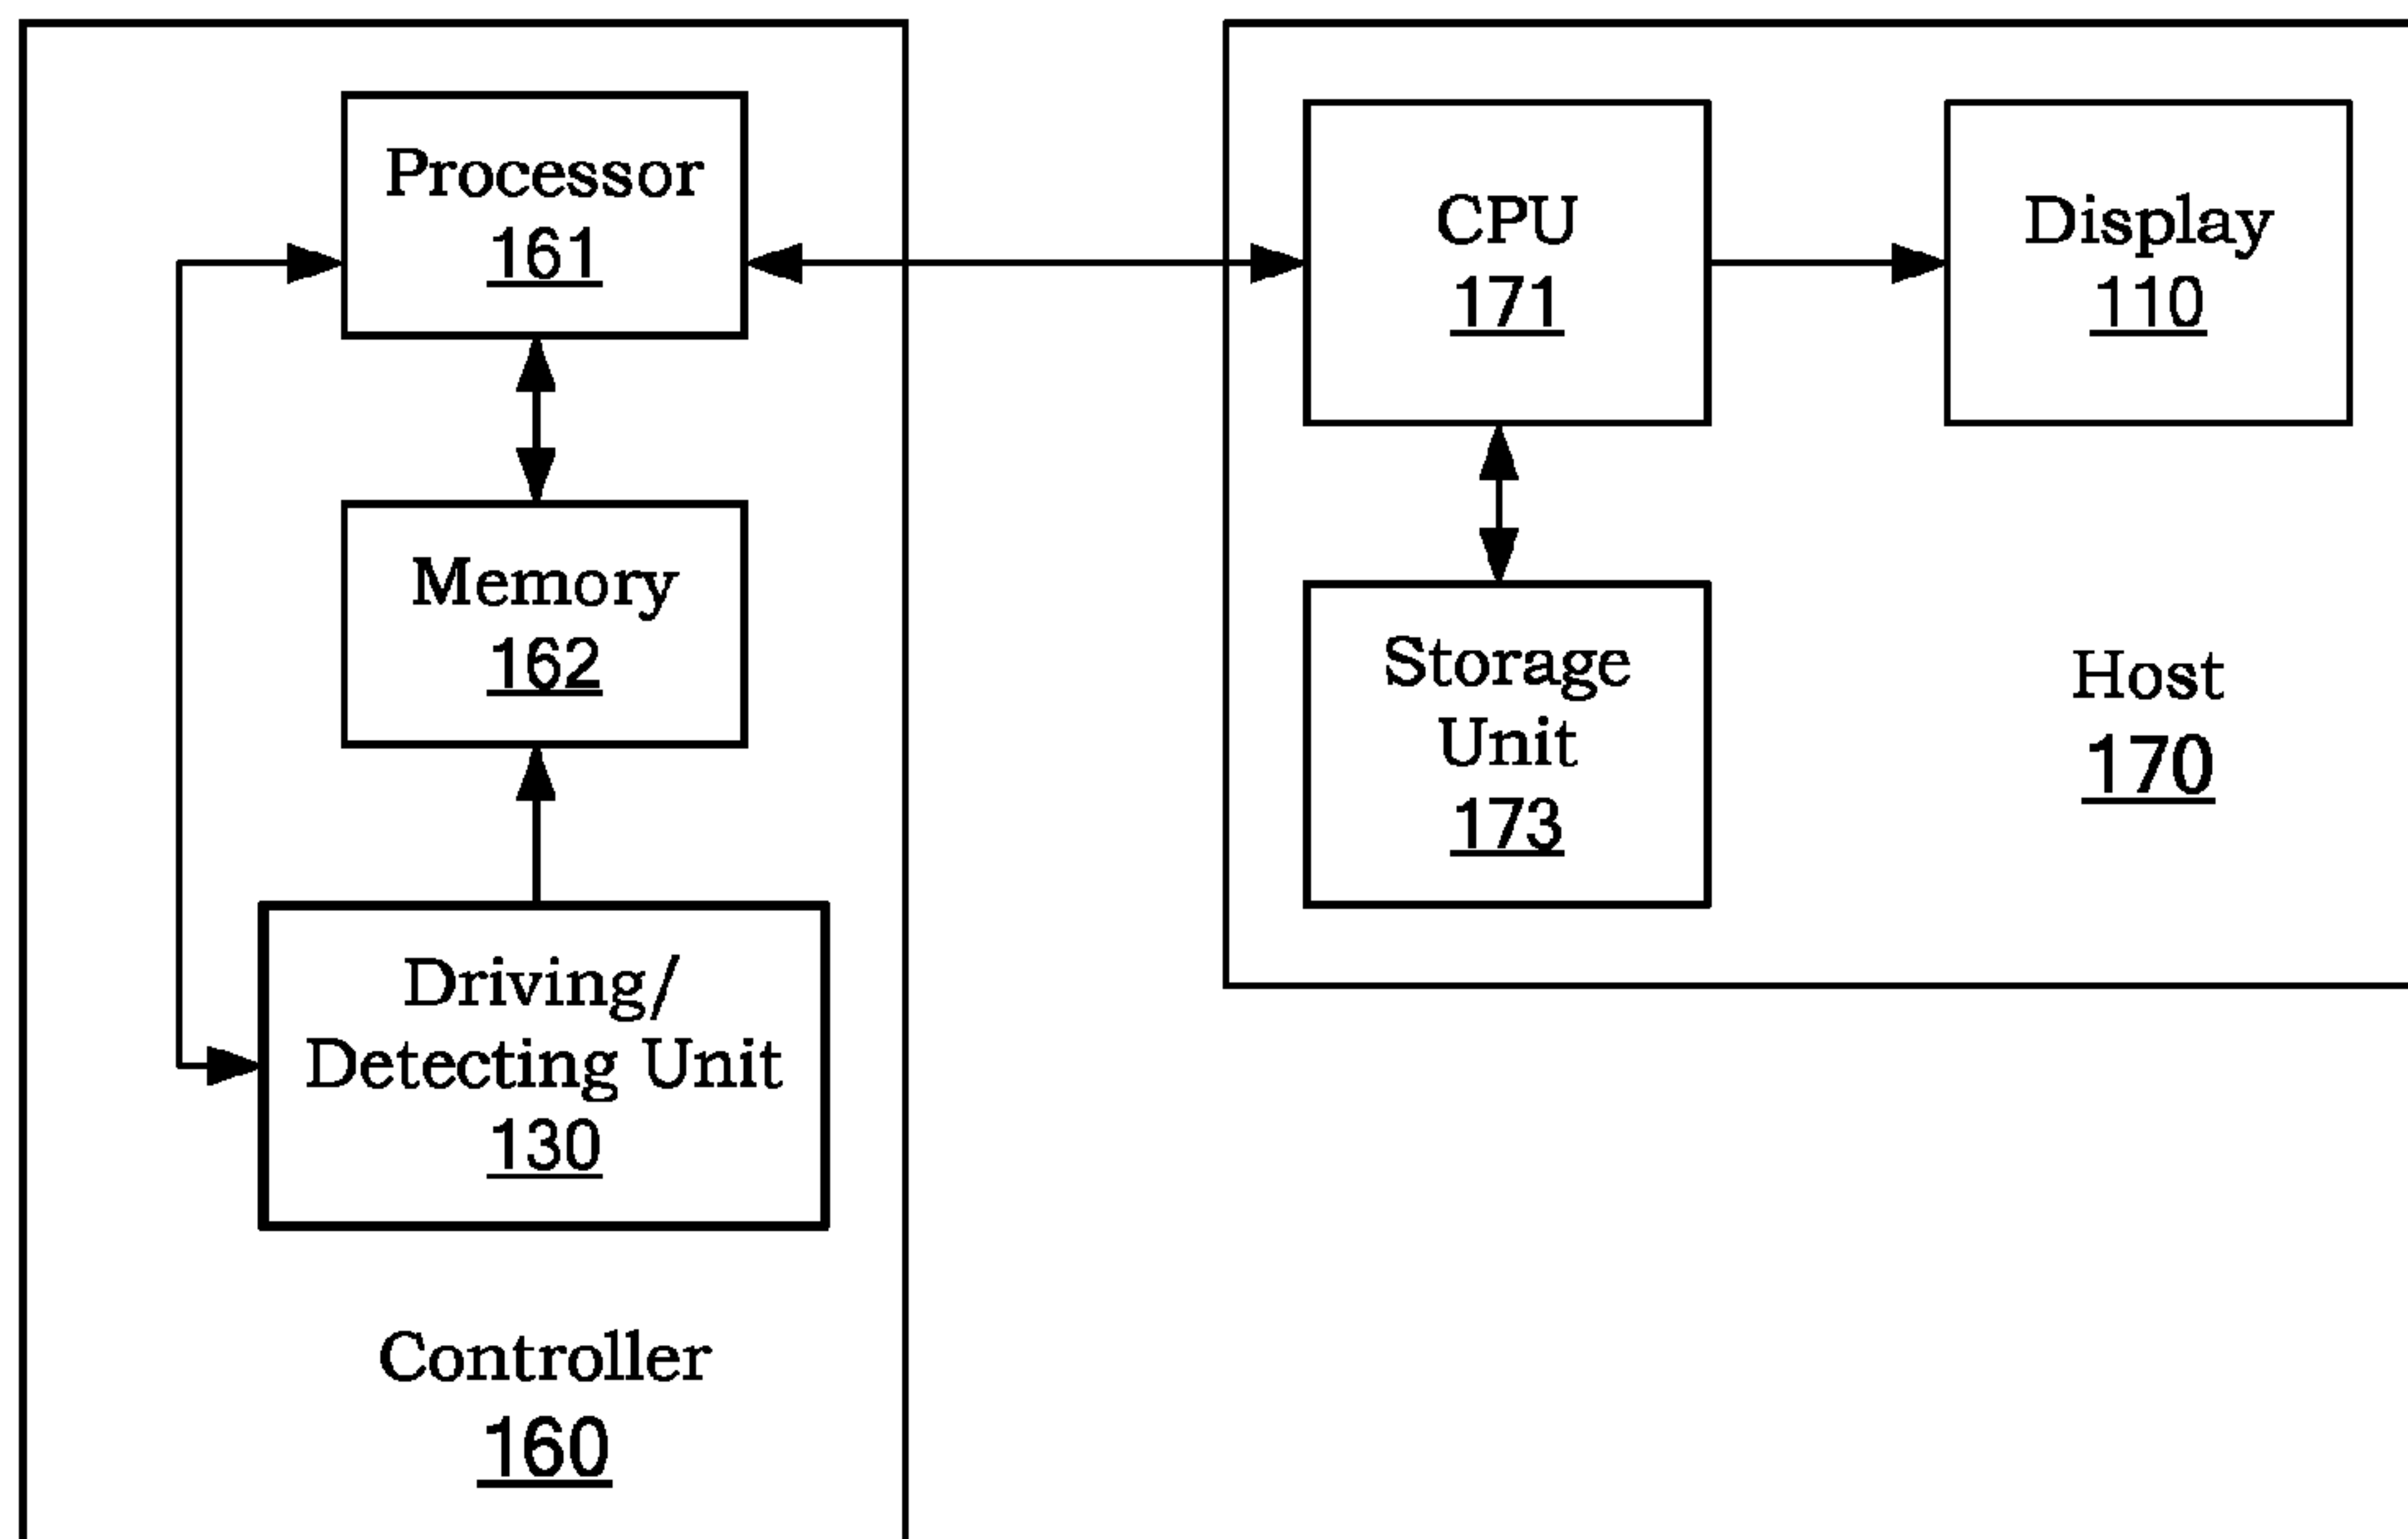 Processor
161
Memory
162
Driving/
Detecting Unit
130
Controller
160
CPU
171
Display
110
Storage
Unit
173
Host
170